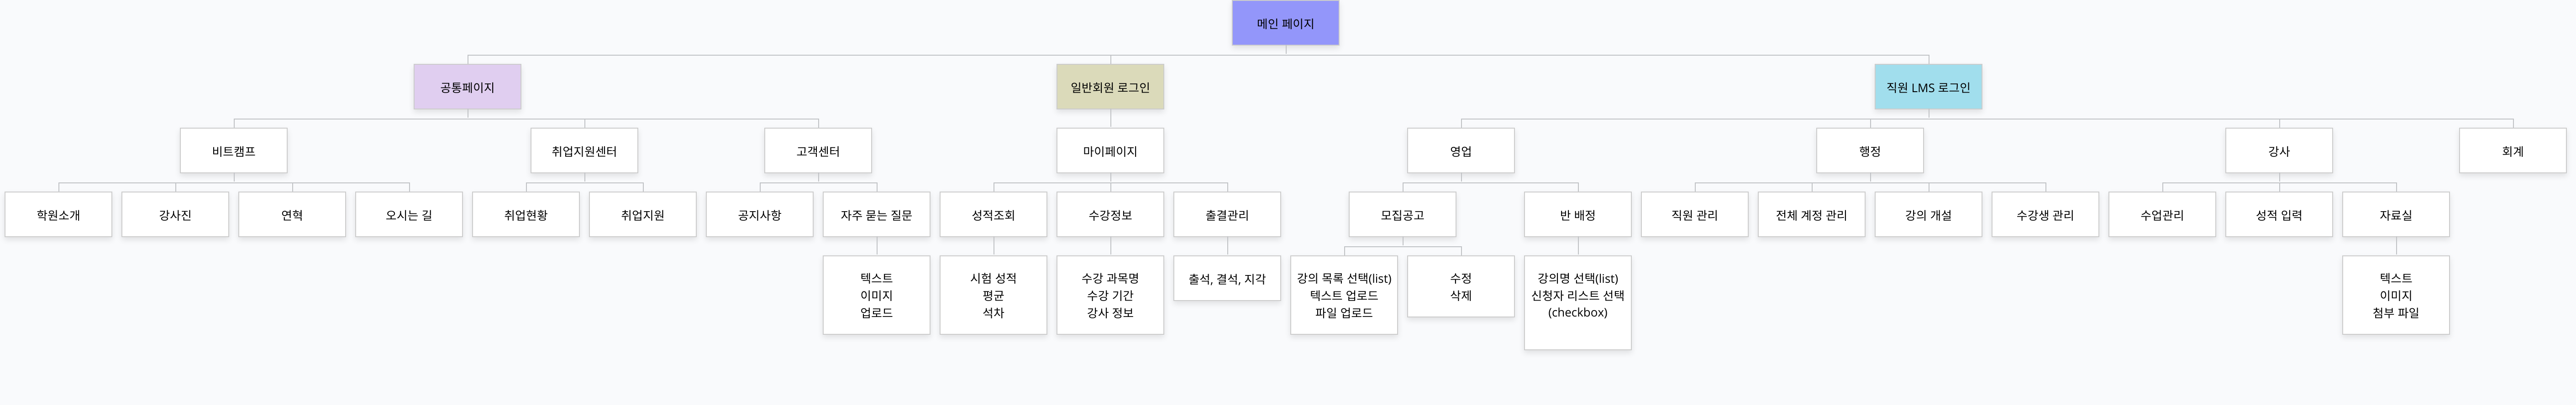 메인 페이지
공통페이지
일반회원 로그인
직원 LMS 로그인
비트캠프
취업지원센터
고객센터
마이페이지
영업
행정
강사
회계
학원소개
강사진
연혁
오시는 길
취업현황
취업지원
공지사항
자주 묻는 질문
성적조회
수강정보
출결관리
모집공고
반 배정
직원 관리
전체 계정 관리
강의 개설
수강생 관리
수업관리
성적 입력
자료실
텍스트
이미지
업로드
시험 성적
평균
석차
수강 과목명
수강 기간
강사 정보
출석, 결석, 지각
강의 목록 선택(list)
텍스트 업로드
파일 업로드
수정
삭제
강의명 선택(list)
신청자 리스트 선택
(checkbox)
텍스트
이미지
첨부 파일